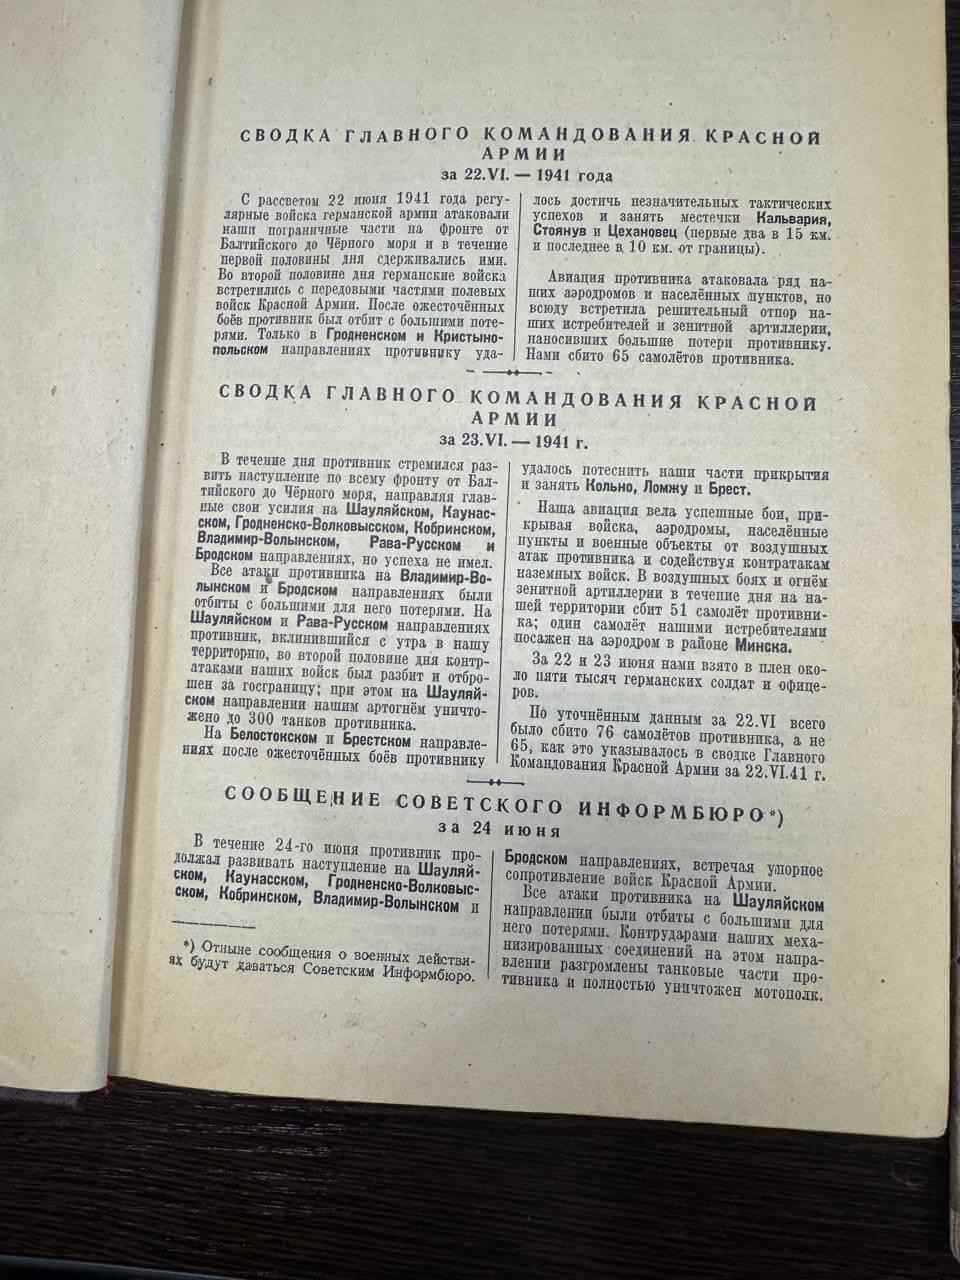 СВОДКА ГЛАВНОГО КОМАНДОВАНИЯ КРАСНОЙ
АРМИИ
за 22.VI. — 1941 года
С рассветом 22 июня 1941 года регу-
лярные войска германской армии атаковали
наши пограничные части на фронте от
Балтийского до Чёрного моря и в течение
первой половины дня сдерживались ими.
Во второй половине дня германские войска
встретились с передовыми частями полевых
войск Красной Армии. После ожесточённых
боёв противник был отбит с большими поте-
рями. Только в Гродненском и Кристыно-
польском направлениях противнику уда-
лось достичь незначительных тактических
успехов и занять местечки Кальвария,
Стоянув и Цехановец (первые два в 15 км.
и последнее в 10 км. от границы).
Авиация противника атаковала ряд на-
ших аэродромов и населённых пунктов, но
всюду встретила решительный отпор на-
ших истребителей и зенитной артиллерии,
наносивших большие потери противнику.
Нами сбито 65 самолётов противника.
СВОДКА ГЛАВНОГО КОМАНДОВАНИЯ КРАСНОЙ
АРМИИ
за 23.VI. — 1941 г.
В течение дня противник стремился раз-
вить наступление по всему фронту от Бал-
тийского до Чёрного моря, направляя глав-
ные свои усилия на Шауляйском, Каунас-
ском, Гродненско-Волковысском, Кобринском,
Владимир-Волынском, Рава-Русском и
Бродском направлениях, но успеха не имел.
Все атаки противника на Владимир-Во-
лынском и Бродском направлениях были
отбиты с большими для него потерями. На
Шауляйском и Рава-Русском направлениях
противник, вклинившийся с утра в нашу
территорию, во второй половине дня контр-
атаками наших войск был разбит и отбро-
шен за госграницу; при этом на Шауляй-
ском направлении нашим артогнём уничто-
жено до 300 танков противника.
На Белостокском и Брестском направле-
ниях после ожесточённых боёв противнику
удалось потеснить наши части прикрытия
и занять Кольно, Ломжу и Брест.
Наша авиация вела успешные бои, при-
крывая войска, аэродромы, населённые
пункты и военные объекты от воздушных
атак противника и содействуя контратакам
наземных войск. В воздушных боях и огнём
зенитной артиллерии в течение дня на на-
шей территории сбит 51 самолёт противни-
ка; один самолёт нашими истребителями
посажен на аэродром в районе Минска.
За 22 и 23 июня нами взято в плен око-
ло пяти тысяч германских солдат и офице-
ров.
По уточнённым данным за 22.VI всего
было сбито 76 самолётов противника, а не
65, как это указывалось в сводке Главного
Командования Красной Армии за 22.VI.41 г.
СООБЩЕНИЕ СОВЕТСКОГО ИНФОРМБЮРО*)
за 24 июня
В течение 24-го июня противник про-
должал развивать наступление на Шауляй-
ском, Каунасском, Гродненско-Волковыс-
ском, Кобринском, Владимир-Волынском и
*) Отныне сообщения о военных действи-
ях будут даваться Советским Информбюро.
Бродском направлениях, встречая упорное
сопротивление войск Красной Армии.
Все атаки противника на Шауляйском
направлении были отбиты с большими для
него потерями. Контрударами наших меха-
низированных соединений на этом направ-
влении разгромлены танковые части про-
тивника и полностью уничтожен мотополк.